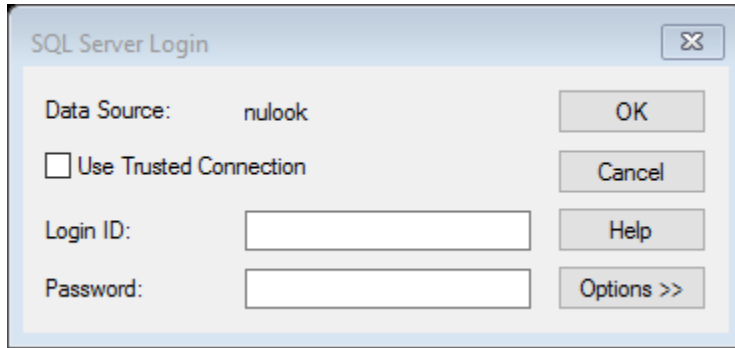 SQL Server Login
Data Source: nulook OK
Use Trusted Connection Cancel
Login ID: Help
Password: Options >>